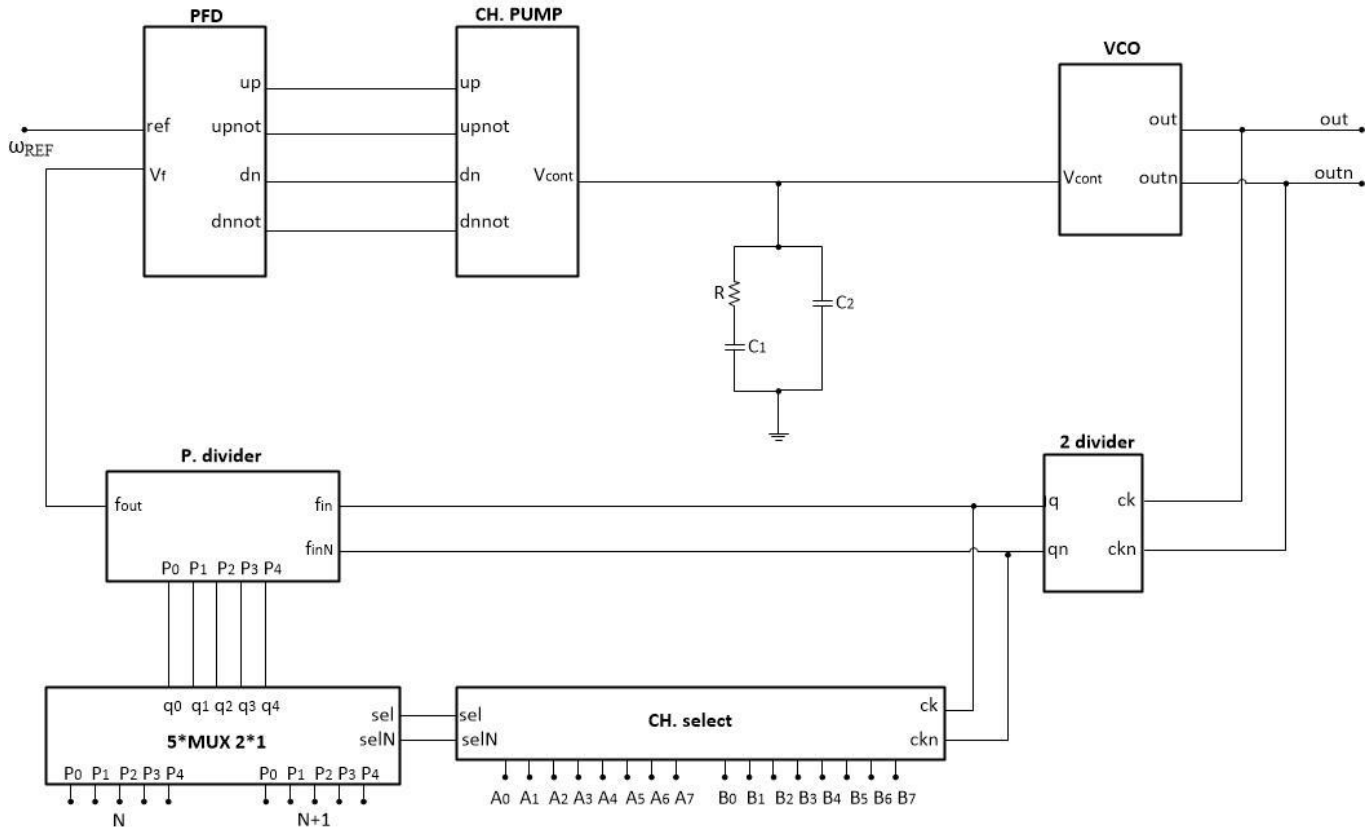 PFD
CH. PUMP
VCO
up
up
ref
upnot
upnot
out
out
ωREF
Vf
dn
dn
Vcont
Vcont
outn
outn
dnnot
dnnot
R
C2
C1
P. divider
2 divider
fout
fin
q
ck
finN
qn
ckn
P0 P1 P2 P3 P4
q0 q1 q2 q3 q4
sel
sel
CH. select
ck
5*MUX 2*1
selN
selN
ckn
P0 P1 P2 P3 P4
P0 P1 P2 P3 P4
A0 A1 A2 A3 A4 A5 A6 A7
B0 B1 B2 B3 B4 B5 B6 B7
N
N+1